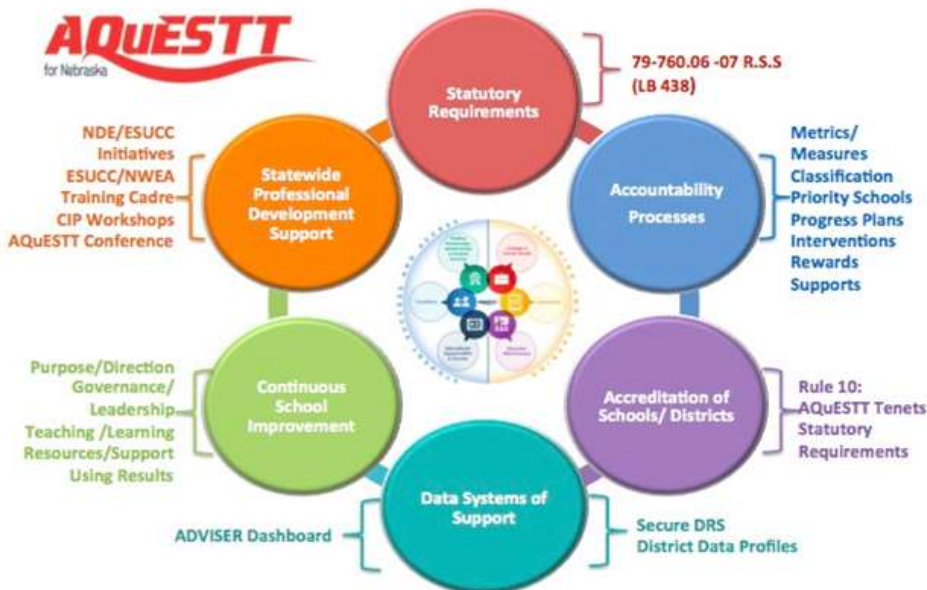 AQuESTT
for Nebraska
Statutory
Requirements
79-760.06 -07 R.S.S
(LB 438)
NDE/ESUCC
Initiatives
ESUCC/NWEA
Training Cadre
CIP Workshops
AQuESTT Conference
Statewide
Professional
Development
Support
Accountability
Processes
Metrics/
Measures
Classification
Priority Schools
Progress Plans
Interventions
Rewards
Supports
Purpose/Direction
Governance/
Leadership
Teaching /Learning
Resources/Support
Using Results
Continuous
School
Improvement
Accreditation of
Schools/ Districts
Rule 10:
AQuESTT Tenets
Statutory
Requirements
ADVISER Dashboard
Data Systems of
Support
Secure DRS
District Data Profiles